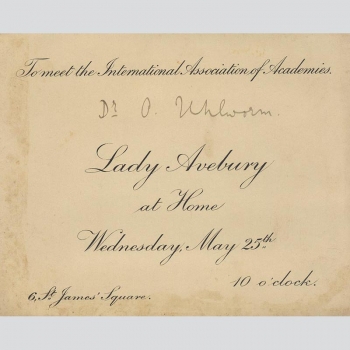 To meet the International Association of Academies.
Dr O. Uhlworm.
Lady Avebury
at Home
Wednesday, May 25th
10 o'clock.
6, St James' Square.